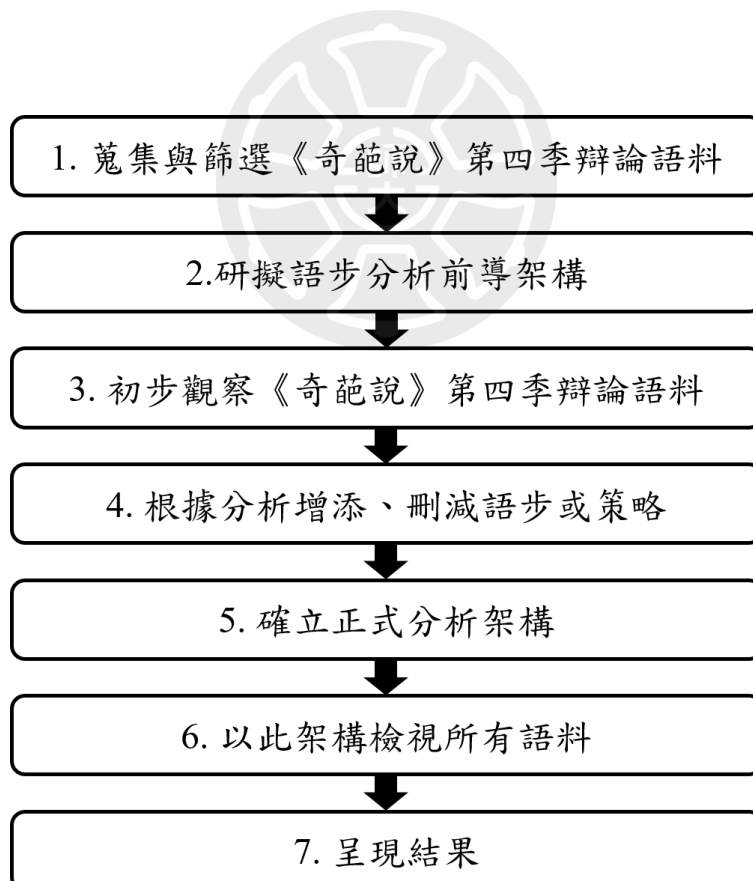 1. 蒐集與篩選《奇葩說》第四季辯論語料
2.研擬語步分析前導架構
3. 初步觀察《奇葩說》第四季辯論語料
4. 根據分析增添、刪減語步或策略
5. 確立正式分析架構
6. 以此架構檢視所有語料
7. 呈現結果